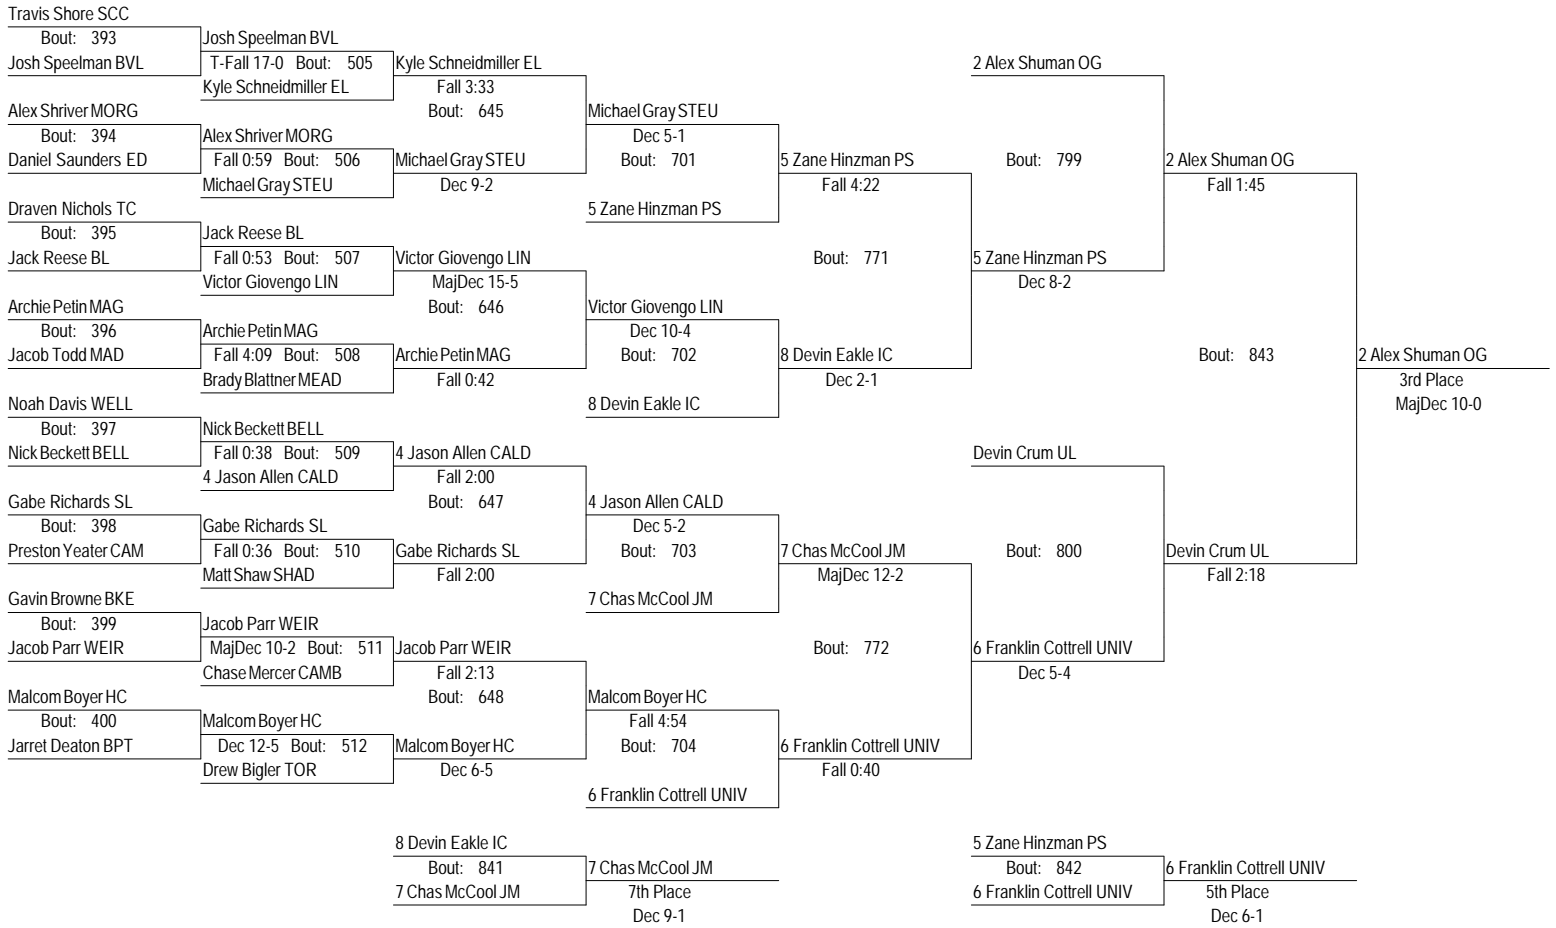 Travis Shore SCC
Bout: 393
Josh Speelman BVL
Alex Shriver MORG
Bout: 394
Daniel Saunders ED
Draven Nichols TC
Bout: 395
Jack Reese BL
Archie Petin MAG
Bout: 396
Jacob Todd MAD
Noah Davis WELL
Bout: 397
Nick Beckett BELL
Gabe Richards SL
Bout: 398
Preston Yeater CAM
Gavin Browne BKE
Bout: 399
Jacob Parr WEIR
Malcom Boyer HC
Bout: 400
Jarret Deaton BPT
Josh Speelman BVL
T-Fall 17-0 Bout: 505
Kyle Schneidmiller EL
Alex Shriver MORG
Fall 0:59 Bout: 506
Michael Gray STEU
Jack Reese BL
Fall 0:53 Bout: 507
Victor Giovengo LIN
Archie Petin MAG
Fall 4:09 Bout: 508
Brady Blattner MEAD
Nick Beckett BELL
Fall 0:38 Bout: 509
4 Jason Allen CALD
Gabe Richards SL
Fall 0:36 Bout: 510
Matt Shaw SHAD
Jacob Parr WEIR
MajDec 10-2 Bout: 511
Chase Mercer CAMB
Malcom Boyer HC
Dec 12-5 Bout: 512
Drew Bigler TOR
Kyle Schneidmiller EL
Fall 3:33
Bout: 645
Michael Gray STEU
Dec 9-2
Victor Giovengo LIN
MajDec 15-5
Bout: 646
Archie Petin MAG
Fall 0:42
4 Jason Allen CALD
Fall 2:00
Bout: 647
Gabe Richards SL
Fall 2:00
Jacob Parr WEIR
Fall 2:13
Bout: 648
Malcom Boyer HC
Dec 6-5
Michael Gray STEU
Dec 5-1
Bout: 701
5 Zane Hinzman PS
Victor Giovengo LIN
Dec 10-4
Bout: 702
8 Devin Eakle IC
4 Jason Allen CALD
Dec 5-2
Bout: 703
7 Chas McCool JM
Malcom Boyer HC
Fall 4:54
Bout: 704
6 Franklin Cottrell UNIV
5 Zane Hinzman PS
Fall 4:22
Bout: 771
8 Devin Eakle IC
Dec 2-1
7 Chas McCool JM
MajDec 12-2
Bout: 772
6 Franklin Cottrell UNIV
Fall 0:40
2 Alex Shuman OG
Bout: 799
5 Zane Hinzman PS
Dec 8-2
Devin Crum UL
Bout: 800
6 Franklin Cottrell UNIV
Dec 5-4
2 Alex Shuman OG
Fall 1:45
Bout: 843
Devin Crum UL
Fall 2:18
2 Alex Shuman OG
3rd Place
MajDec 10-0
8 Devin Eakle IC
Bout: 841
7 Chas McCool JM
7 Chas McCool JM
7th Place
Dec 9-1
5 Zane Hinzman PS
Bout: 842
6 Franklin Cottrell UNIV
6 Franklin Cottrell UNIV
5th Place
Dec 6-1